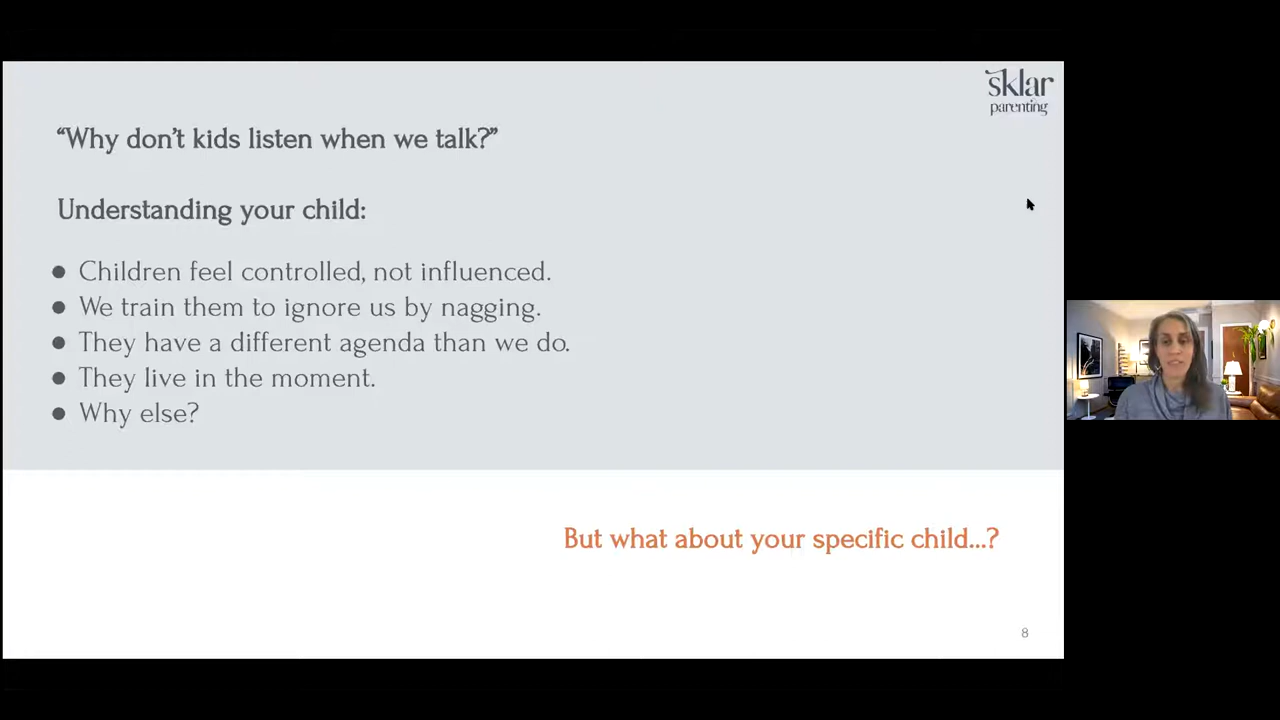 sklar
parenting
“Why don’t kids listen when we talk?”
Understanding your child:
● Children feel controlled, not influenced.
● We train them to ignore us by nagging.
● They have a different agenda than we do.
● They live in the moment.
● Why else?
But what about your specific child...?
8